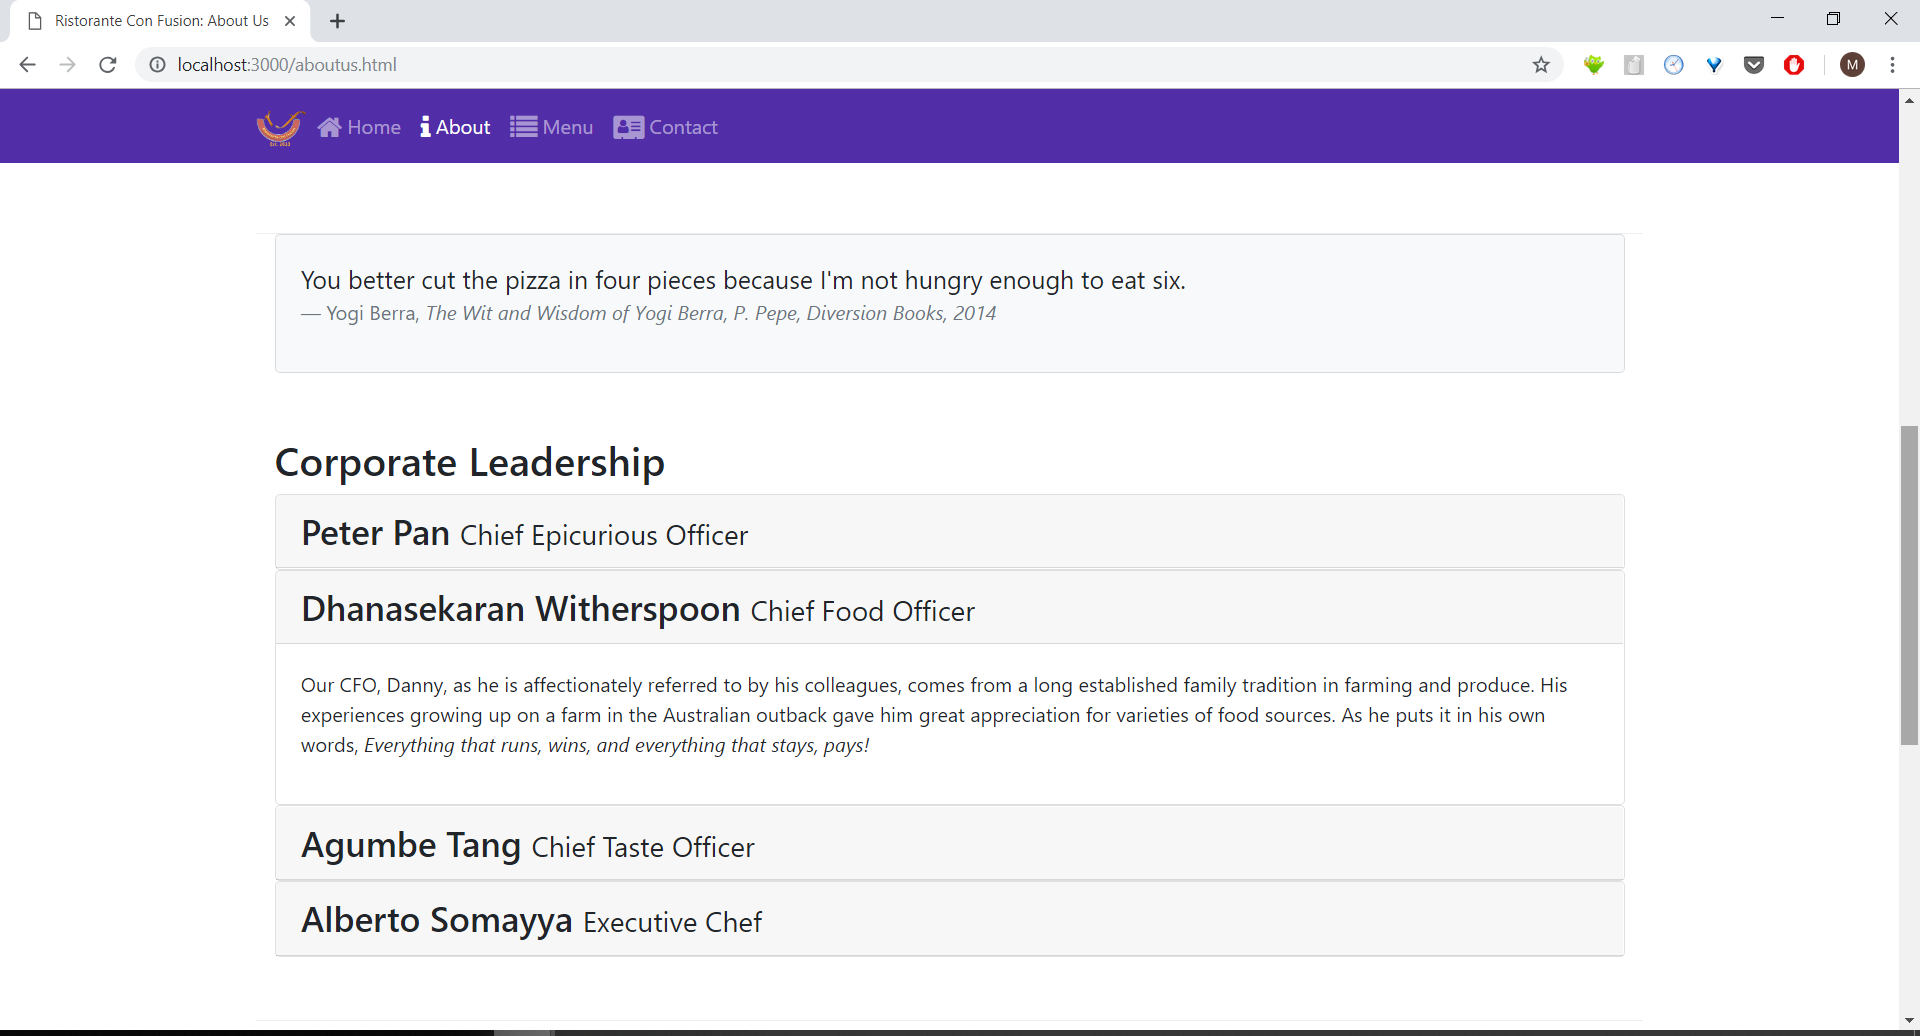 Ristorante Con Fusion: About Us
localhost:3000/aboutus.html
M
Home
About
Menu
Contact
You better cut the pizza in four pieces because I'm not hungry enough to eat six.
— Yogi Berra, The Wit and Wisdom of Yogi Berra, P. Pepe, Diversion Books, 2014
Corporate Leadership
Peter Pan Chief Epicurious Officer
Dhanasekaran Witherspoon Chief Food Officer
Our CFO, Danny, as he is affectionately referred to by his colleagues, comes from a long established family tradition in farming and produce. His
experiences growing up on a farm in the Australian outback gave him great appreciation for varieties of food sources. As he puts it in his own
words, Everything that runs, wins, and everything that stays, pays!
Agumbe Tang Chief Taste Officer
Alberto Somayya Executive Chef